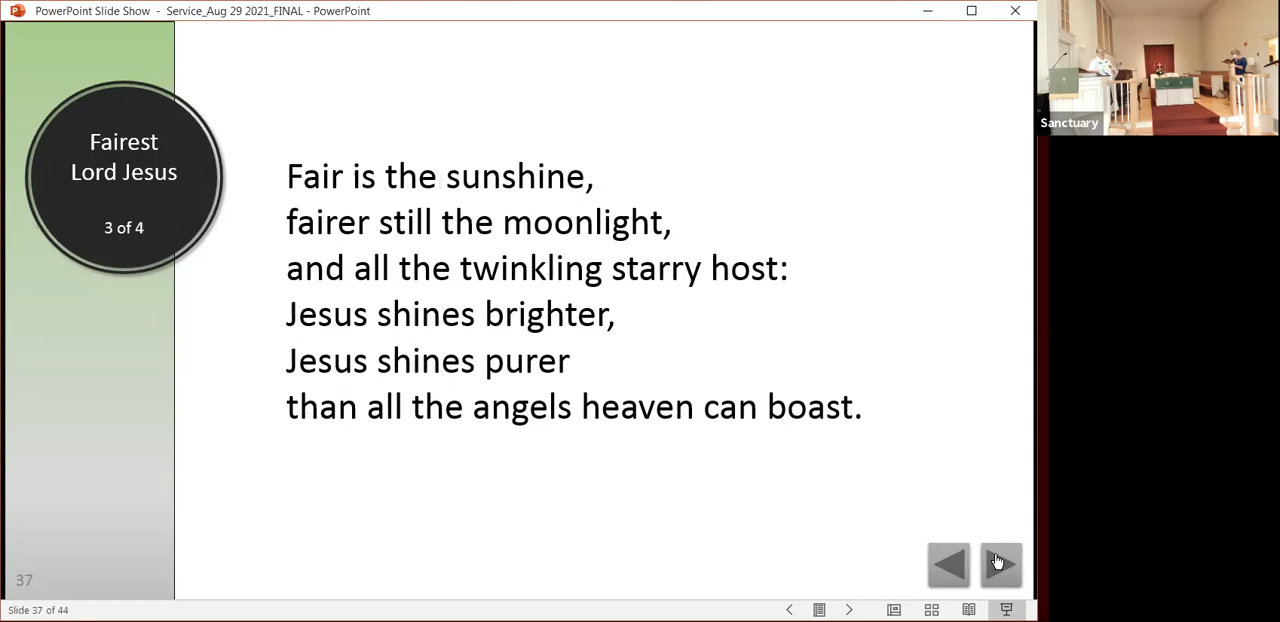 PowerPoint Slide Show - Service_Aug 29 2021_FINAL - PowerPoint
Fairest
Lord Jesus
3 of 4
Fair is the sunshine,
fairer still the moonlight,
and all the twinkling starry host:
Jesus shines brighter,
Jesus shines purer
than all the angels heaven can boast.
37
Slide 37 of 44
Sanctuary